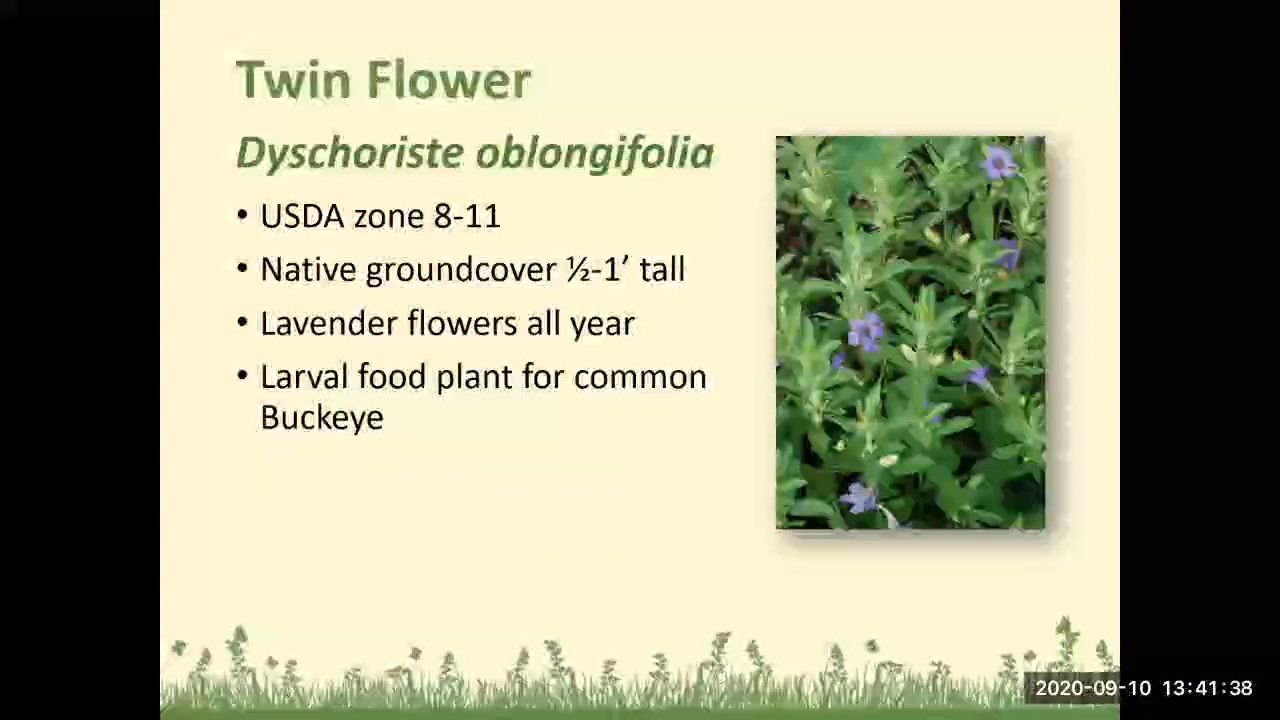 Twin Flower
Dyschoriste oblongifolia
• USDA zone 8-11
• Native groundcover ½-1’ tall
• Lavender flowers all year
• Larval food plant for common
Buckeye
2020-09-10 13:41:38